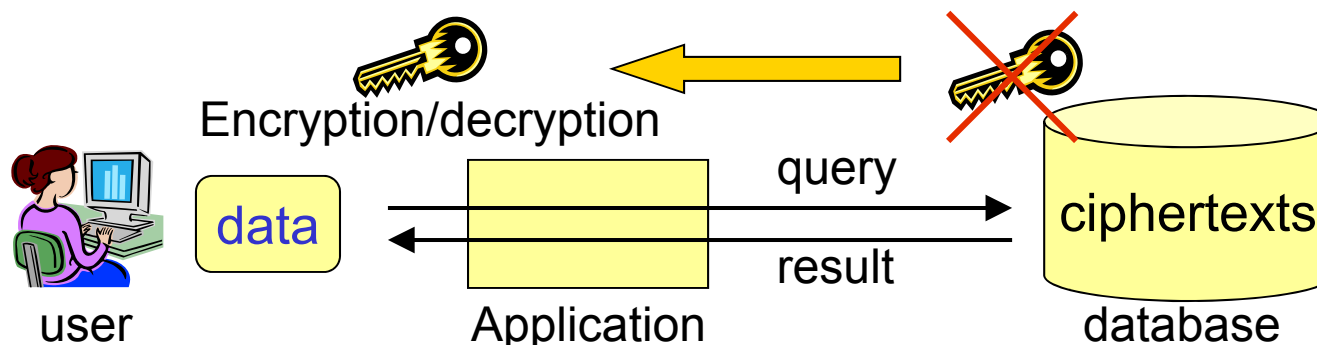 Encryption/decryption
query
data
ciphertexts
result
user
Application
database